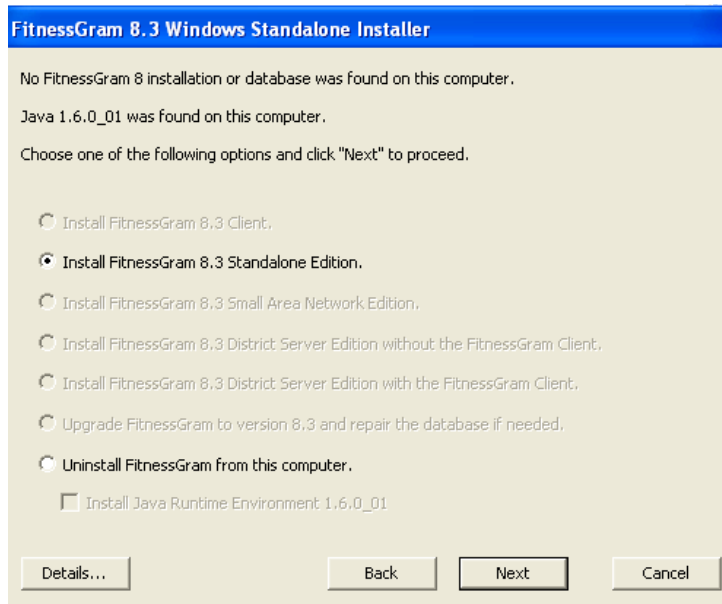 FitnessGram 8.3 Windows Standalone Installer
No FitnessGram 8 installation or database was found on this computer.
Java 1.6.0_01 was found on this computer.
Choose one of the following options and click "Next" to proceed.
Install FitnessGram 8.3 Client.
Install FitnessGram 8.3 Standalone Edition.
Install FitnessGram 8.3 Small Area Network Edition.
Install FitnessGram 8.3 District Server Edition without the FitnessGram Client.
Install FitnessGram 8.3 District Server Edition with the FitnessGram Client.
Upgrade FitnessGram to version 8.3 and repair the database if needed.
Uninstall FitnessGram from this computer.
Install Java Runtime Environment 1.6.0_01
Details... Back Next Cancel